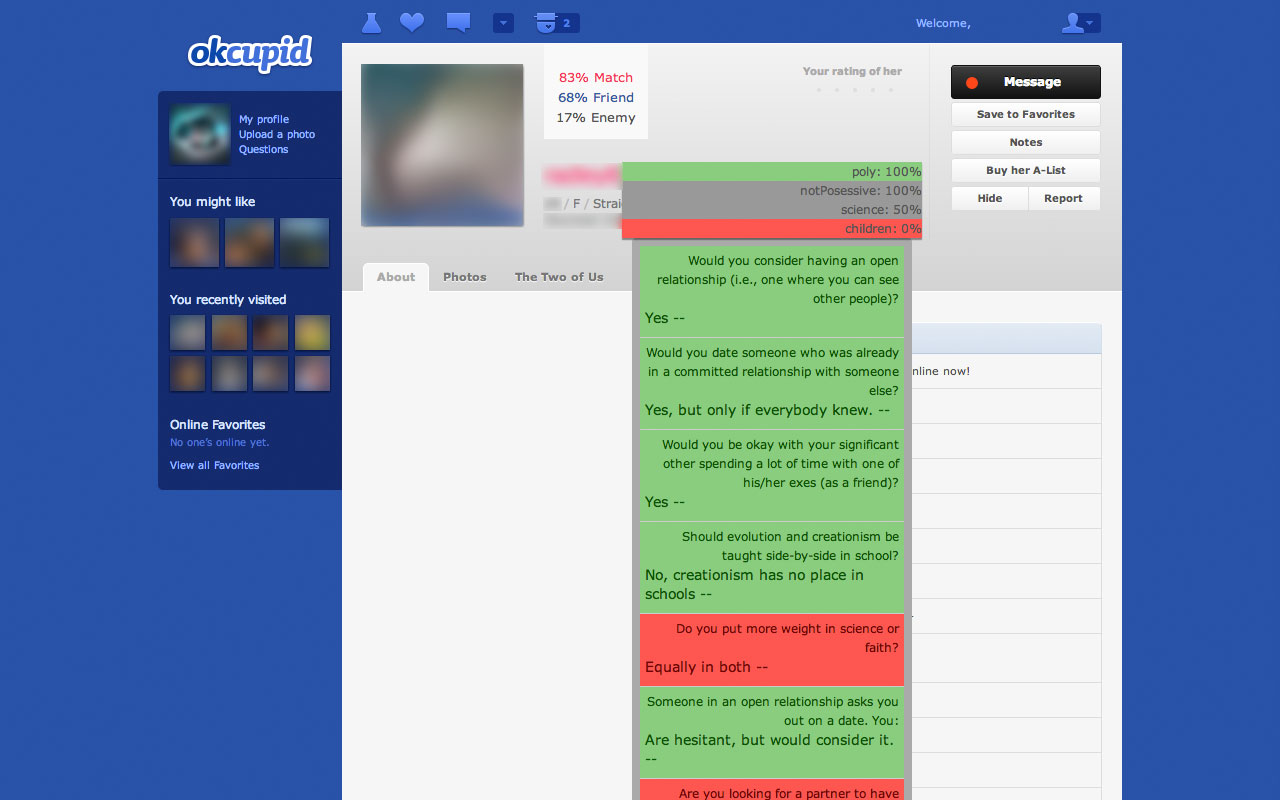 2
Welcome,
okcupid
My profile
Upload a photo
Questions
You might like
You recently visited
Online Favorites
No one's online yet.
View all Favorites
83% Match
68% Friend
17% Enemy
Your rating of her
/ F / Strai
Message
Save to Favorites
Notes
Buy her A-List
Hide Report
poly: 100%
notPosessive: 100%
science: 50%
children: 0%
About Photos The Two of Us
Would you consider having an open
relationship (i.e., one where you can see
other people)?
Yes --
Would you date someone who was already
in a committed relationship with someone
else?
Yes, but only if everybody knew. --
Would you be okay with your significant
other spending a lot of time with one of
his/her exes (as a friend)?
Yes --
Should evolution and creationism be
taught side-by-side in school?
No, creationism has no place in
schools --
Do you put more weight in science or
faith?
Equally in both --
Someone in an open relationship asks you
out on a date. You:
Are hesitant, but would consider it.
--
Are you looking for a partner to have
nline now!